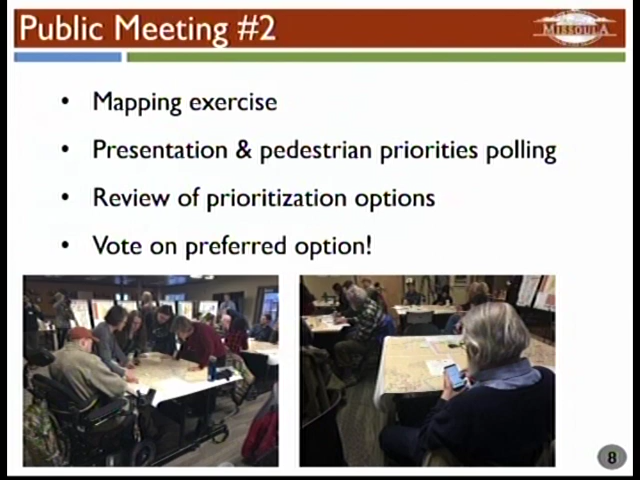 Public Meeting #2
MISSOULA
• Mapping exercise
• Presentation & pedestrian priorities polling
• Review of prioritization options
• Vote on preferred option!
8